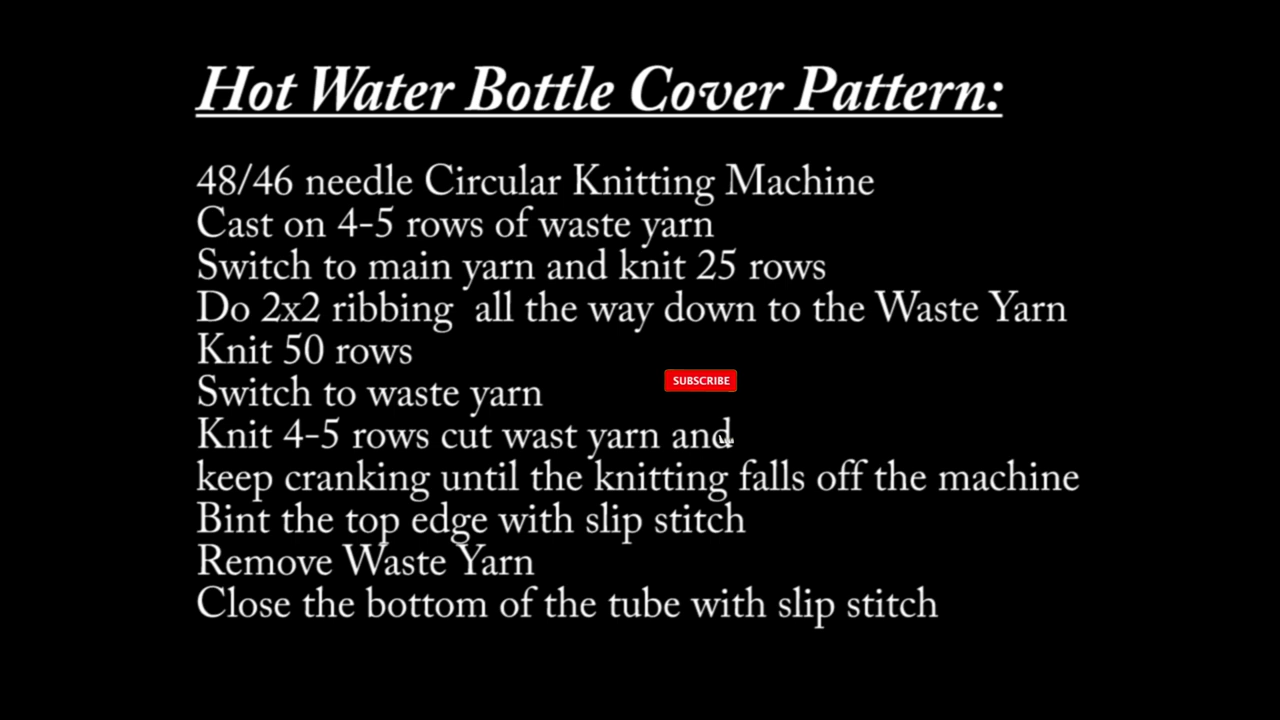 Hot Water Bottle Cover Pattern:
48/46 needle Circular Knitting Machine
Cast on 4-5 rows of waste yarn
Switch to main yarn and knit 25 rows
Do 2x2 ribbing  all the way down to the Waste Yarn
Knit 50 rows
SUBSCRIBE
Switch to waste yarn
Knit 4-5 rows cut wast yarn and
keep cranking until the knitting falls off the machine
Bint the top edge with slip stitch
Remove Waste Yarn
Close the bottom of the tube with slip stitch